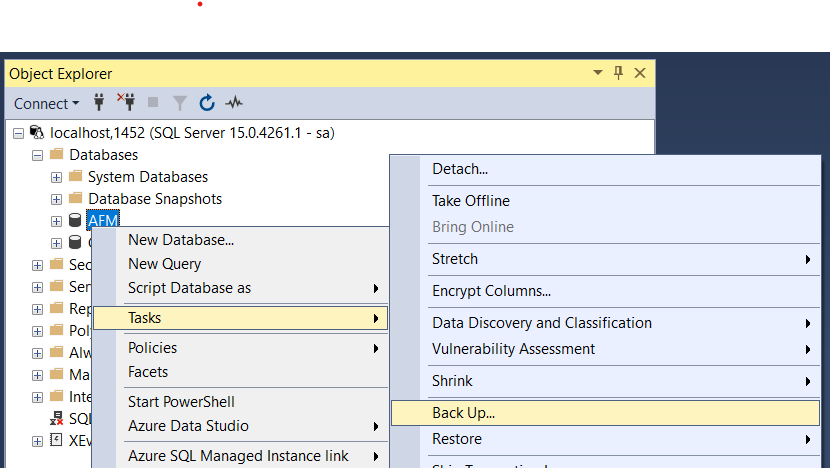 Object Explorer
Connect
localhost,1452 (SQL Server 15.0.4261.1 - sa)
Databases
System Databases
Database Snapshots
AFM
Sec
Ser
Rep
Pol
Alw
Ma
Inte
SQL
XEv
New Database...
New Query
Script Database as
Tasks
Policies
Facets
Start PowerShell
Azure Data Studio
Azure SQL Managed Instance link
Detach...
Take Offline
Bring Online
Stretch
Encrypt Columns...
Data Discovery and Classification
Vulnerability Assessment
Shrink
Back Up...
Restore